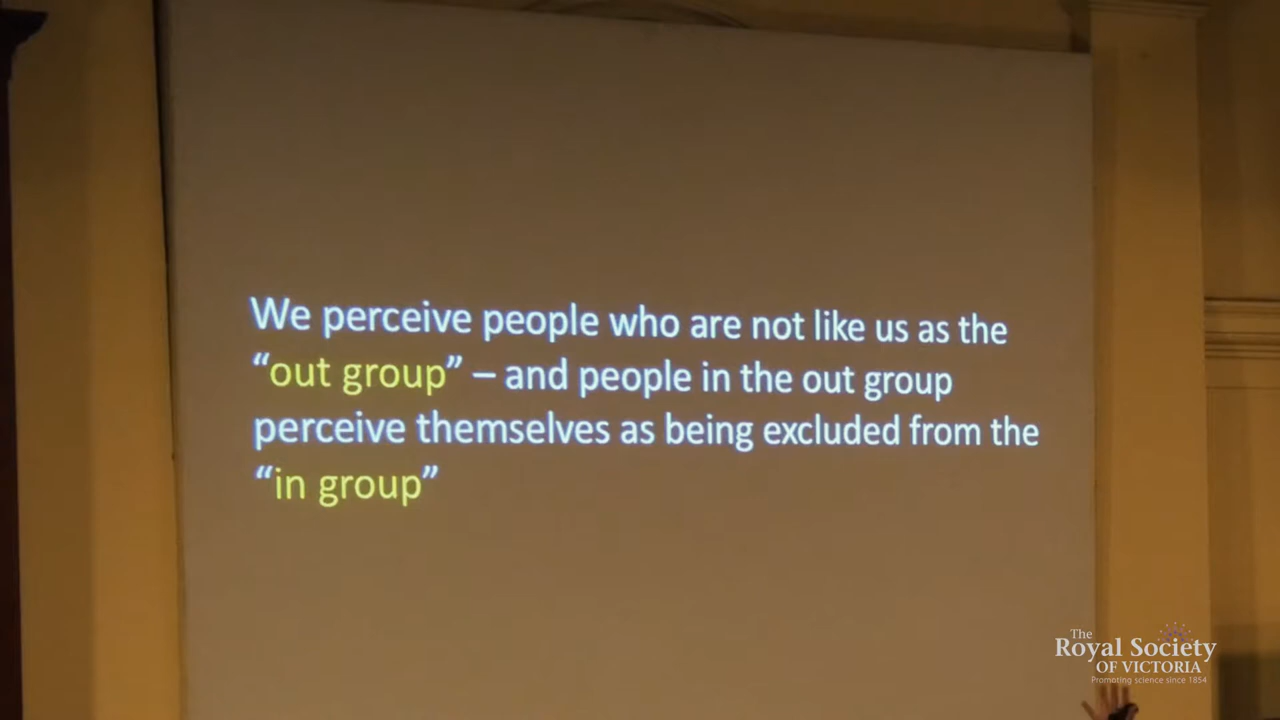 We perceive people who are not like us as the
“out group” – and people in the out group
perceive themselves as being excluded from the
“in group”
The
Royal Society
OF VICTORIA
Promoting science since 1854